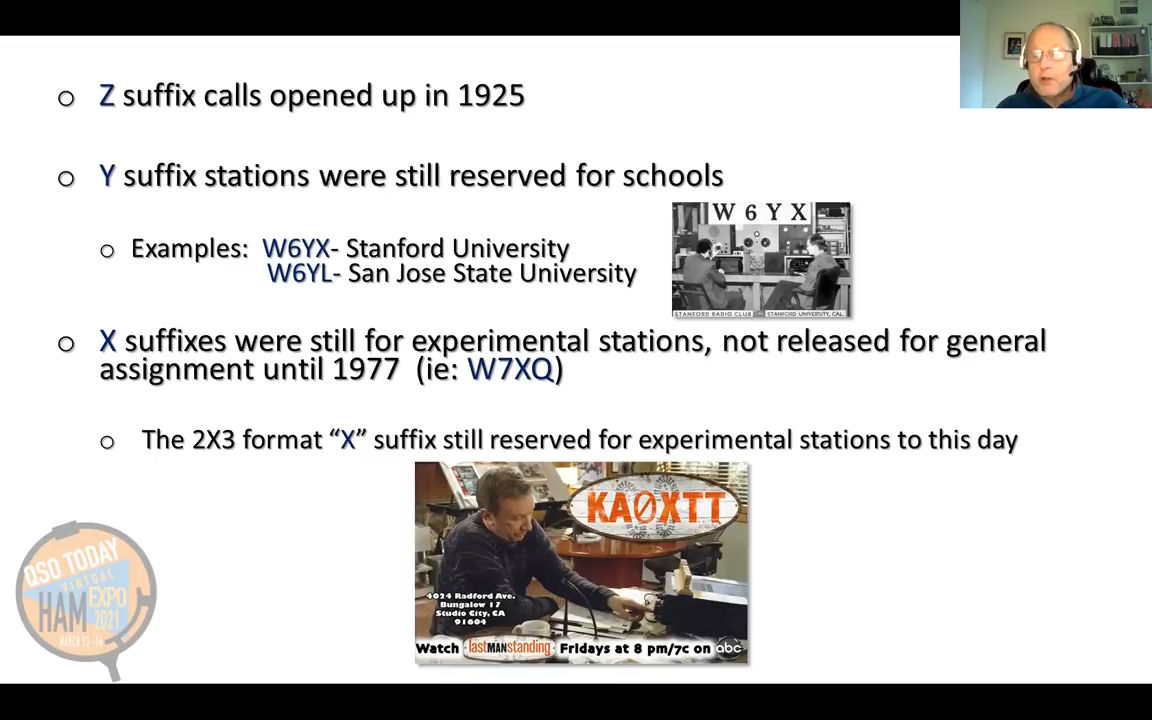 Z suffix calls opened up in 1925
Y suffix stations were still reserved for schools
W 6 Y X
Examples: W6YX- Stanford University
W6YL- San Jose State University
STANFORD RADIO CLUB
STANFORD UNIVERSITY, CAL.
X suffixes were still for experimental stations, not released for general
assignment until 1977 (ie: W7XQ)
The 2X3 format “X” suffix still reserved for experimental stations to this day
KAØXTT
4024 Radford Ave.
Bungalow 17
Studio City, CA
91604
Watch lastmanstanding Fridays at 8 pm/7c on abc
QSO TODAY
VIRTUAL
HAM EXPO
2021